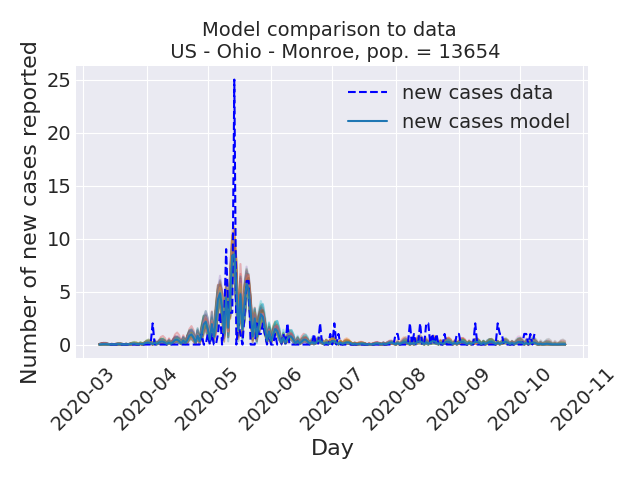 Model comparison to data
US - Ohio - Monroe, pop. = 13654
Number of new cases reported
25
20
15
10
5
0
new cases data
new cases model
2020-03
2020-04
2020-05
2020-06
2020-07
2020-08
2020-09
2020-10
2020-11
Day